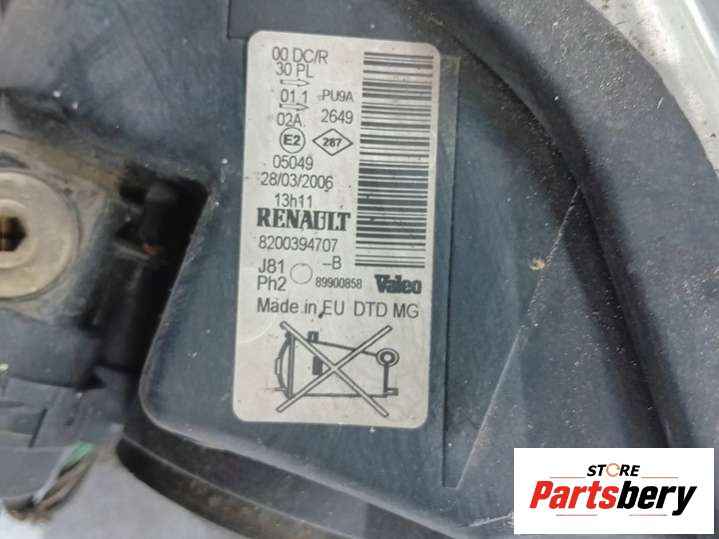 00 DC/R
30 PL
01,1 PU9A
02A. 2649
E2 287
05049
28/03/2006
13h11
RENAULT
8200394707
J81 --B
Ph2 89900858 Valeo
Made in EU DTD MG
STORE
Partsbery